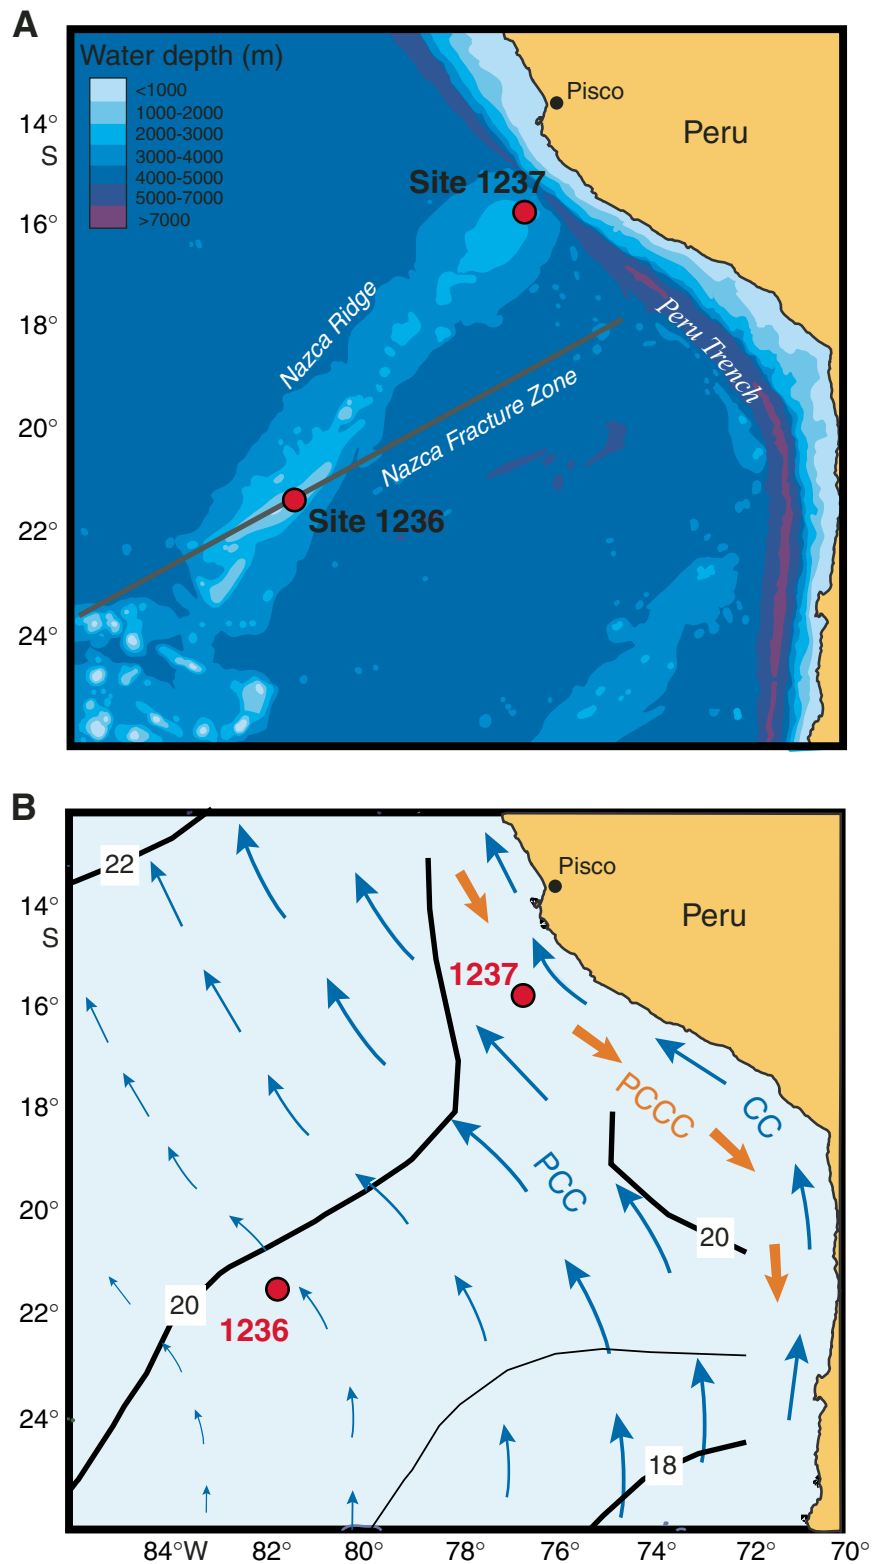 A
Water depth (m)
<1000
1000-2000
2000-3000
3000-4000
4000-5000
5000-7000
>7000
Pisco
Peru
14°
S
16°
18°
20°
22°
24°
Site 1237
Nazca Ridge
Peru Trench
Nazca Fracture Zone
Site 1236
B
22
Pisco
Peru
14°
S
16°
18°
20°
22°
24°
1237
PCCC
CC
PCC
20
20
1236
18
84°W
82°
80°
78°
76°
74°
72°
70°